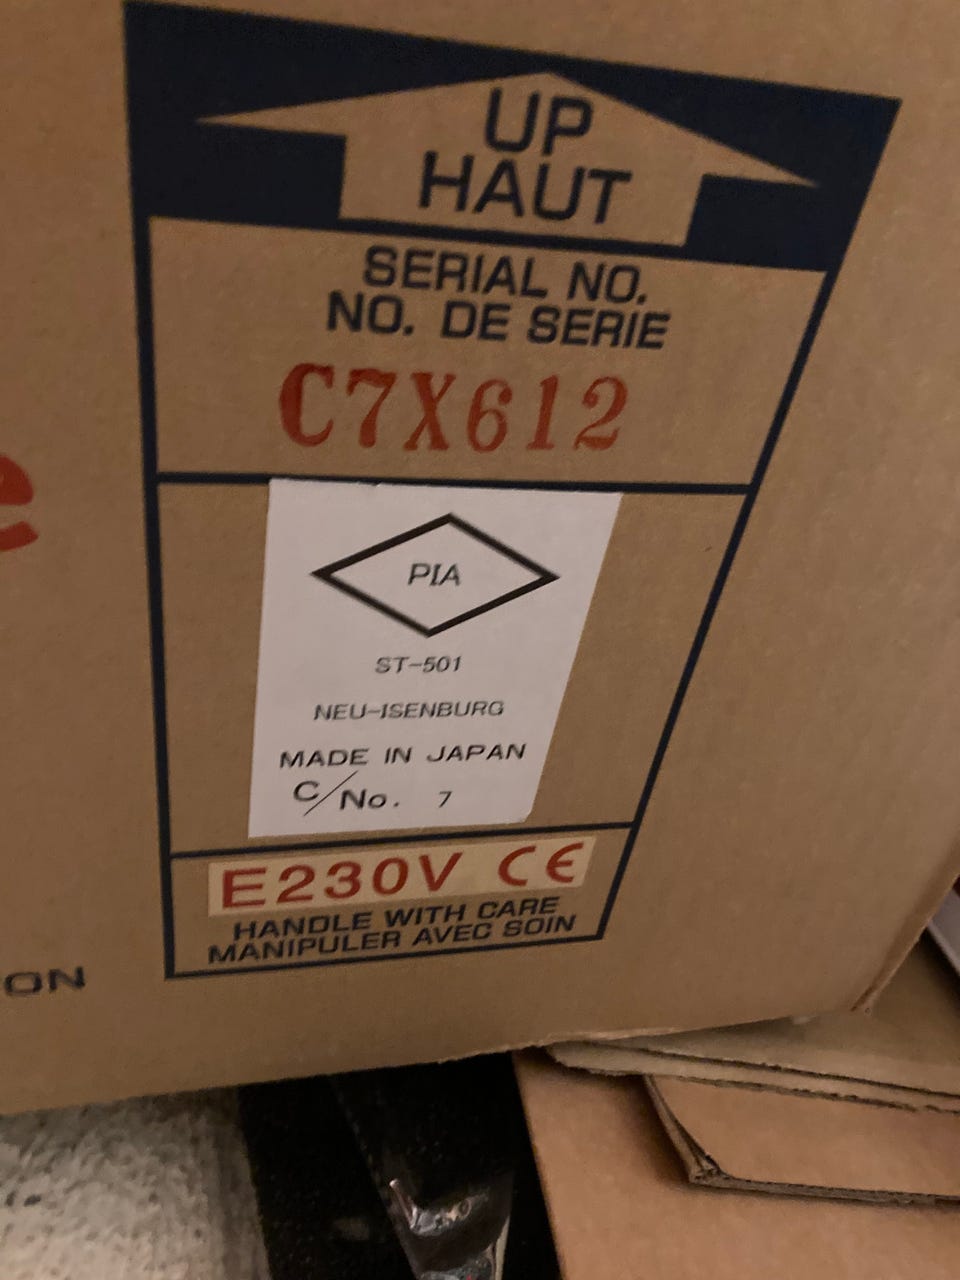 UP
HAUT
SERIAL NO.
NO. DE SERIE
C7X612
PIA
ST-501
NEU-ISENBURG
MADE IN JAPAN
C/No. 7
E230V CE
HANDLE WITH CARE
MANIPULER AVEC SOIN